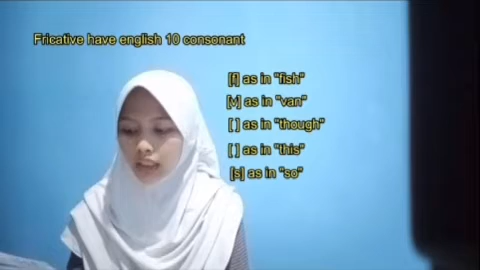 Fricative have english 10 consonant
[f] as in "fish"
[v] as in "van"
[ ] as in "though"
[ ] as in "this"
[s] as in "so"